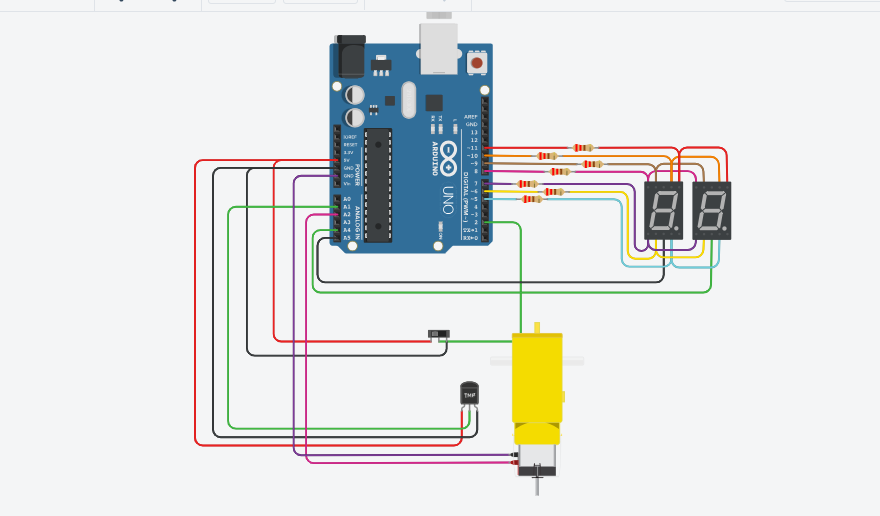 AREF
GND
13
12
~11
~10
~9
8
7
~6
~5
4
~3
2
TX→1
RX←0
DIGITAL (PWM~)
IOREF
RESET
3.3V
5V
GND
GND
Vin
POWER
A0
A1
A2
A3
A4
A5
ANALOG IN
RX
TX
L
ARDUINO
UNO
ON
8.
8.
TMP